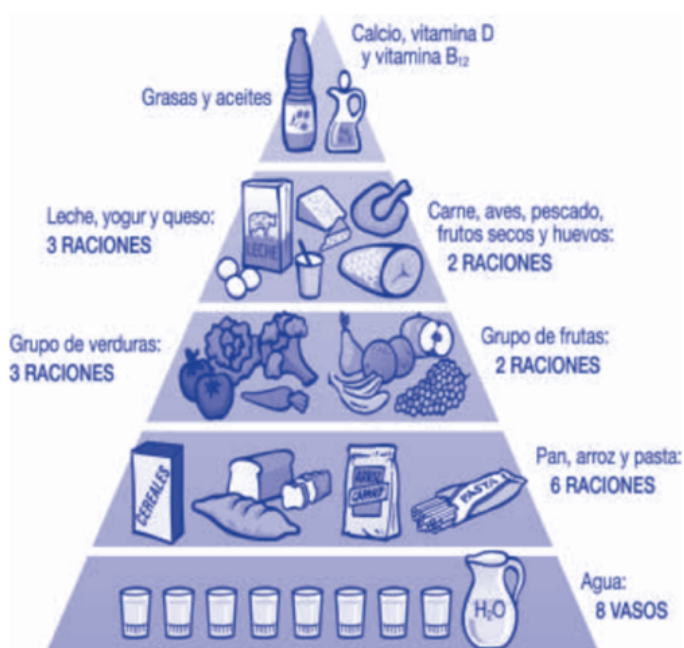 Calcio, vitamina D
y vitamina B₁₂
Grasas y aceites
Leche, yogur y queso:
3 RACIONES
Carne, aves, pescado,
frutos secos y huevos:
2 RACIONES
LECHE
Grupo de verduras:
3 RACIONES
Grupo de frutas:
2 RACIONES
Pan, arroz y pasta:
6 RACIONES
CEREALES
ARROZ
PASTA
Agua:
8 VASOS
H₂O